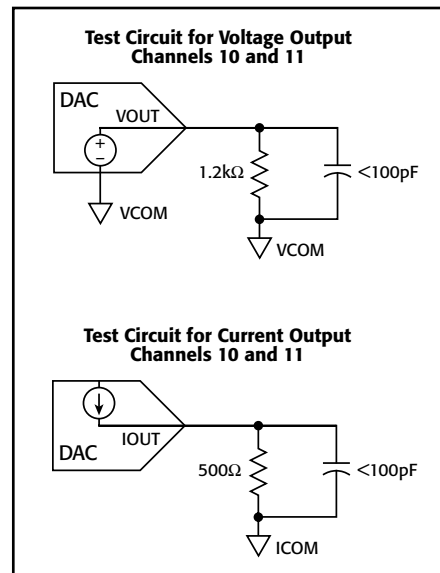 Test Circuit for Voltage Output
Channels 10 and 11
DAC
VOUT
+
–
VCOM
1.2kΩ
<100pF
VCOM
Test Circuit for Current Output
Channels 10 and 11
DAC
IOUT
500Ω
<100pF
ICOM